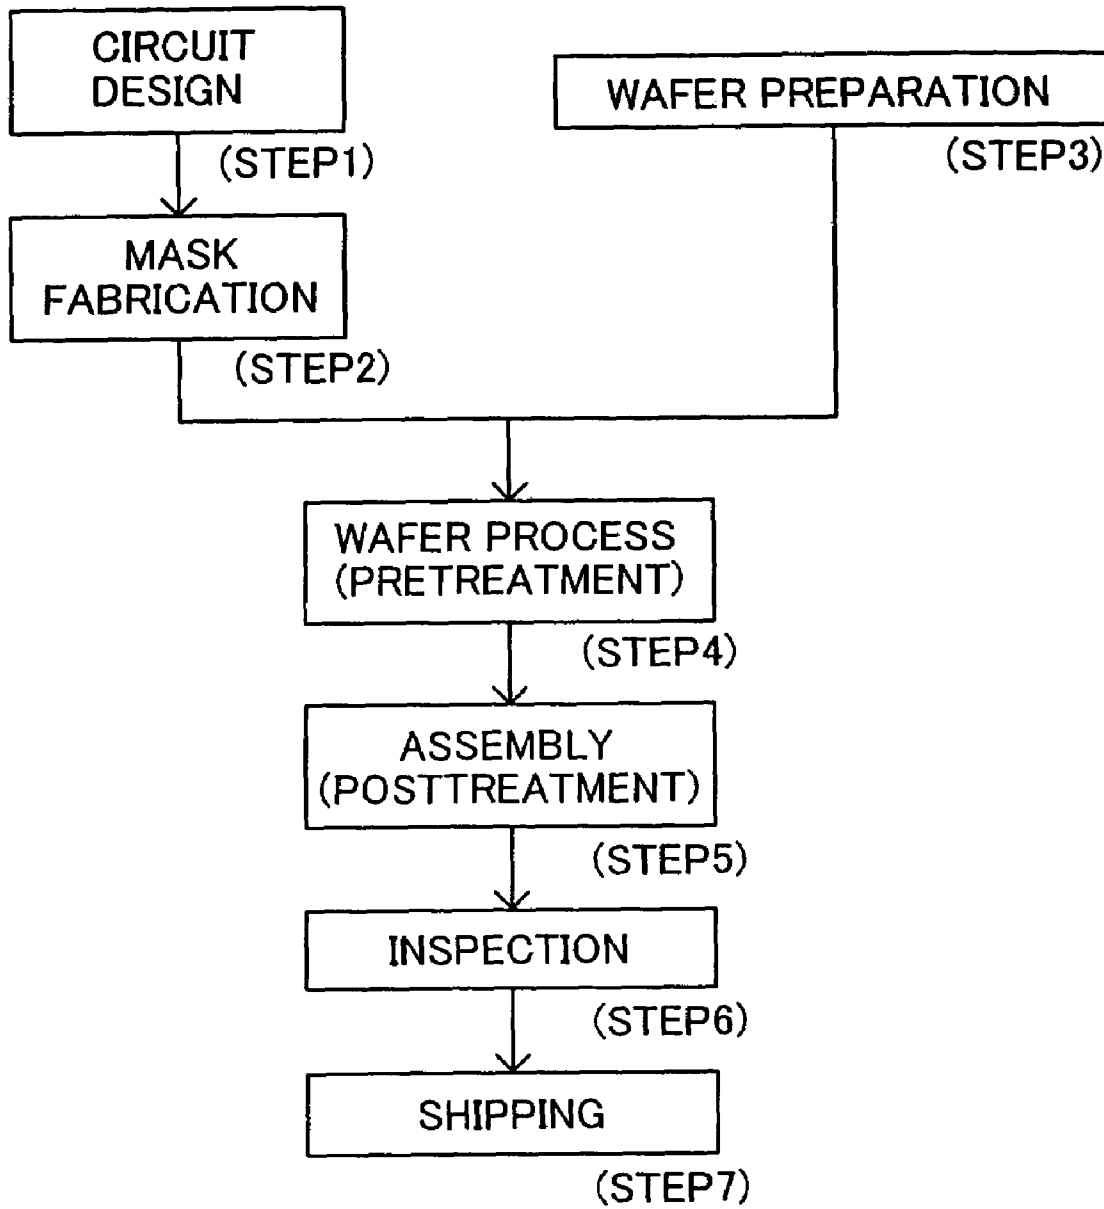 CIRCUIT
DESIGN
(STEP1)
WAFER PREPARATION
(STEP3)
MASK
FABRICATION
(STEP2)
WAFER PROCESS
(PRETREATMENT)
(STEP4)
ASSEMBLY
(POSTTREATMENT)
(STEP5)
INSPECTION
(STEP6)
SHIPPING
(STEP7)